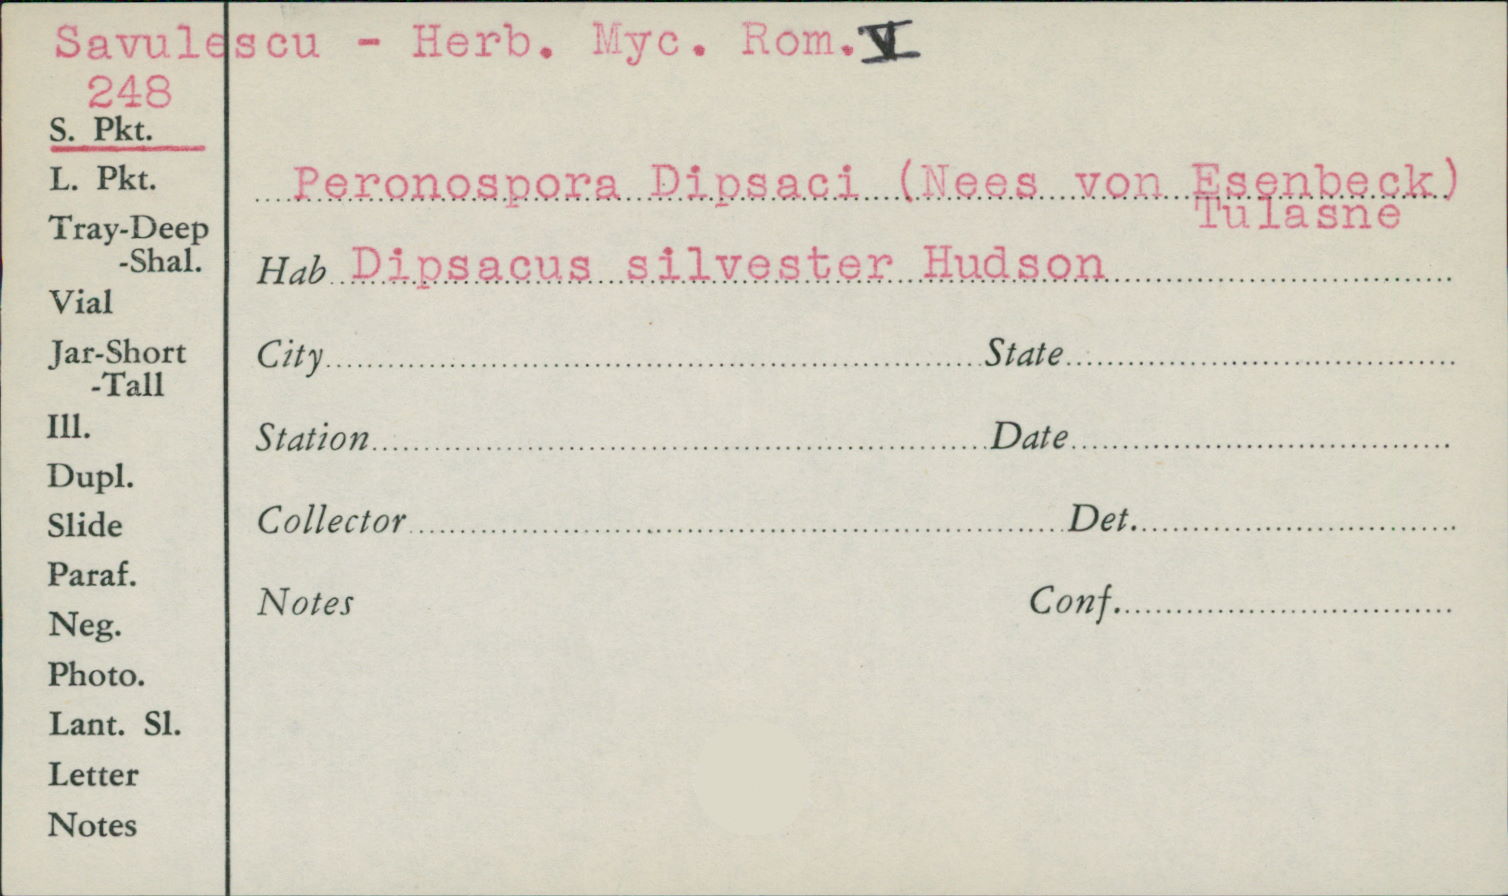 Savulescu - Herb. Myc. Rom. V
248
S. Pkt.
L. Pkt.
Tray-Deep
-Shal.
Vial
Jar-Short
-Tall
Ill.
Dupl.
Slide
Paraf.
Neg.
Photo.
Lant. Sl.
Letter
Notes
Peronospora Dipsaci (Nees von Esenbeck)
Tulasne
Hab Dipsacus silvester Hudson
City State
Station Date
Collector Det.
Notes Conf.